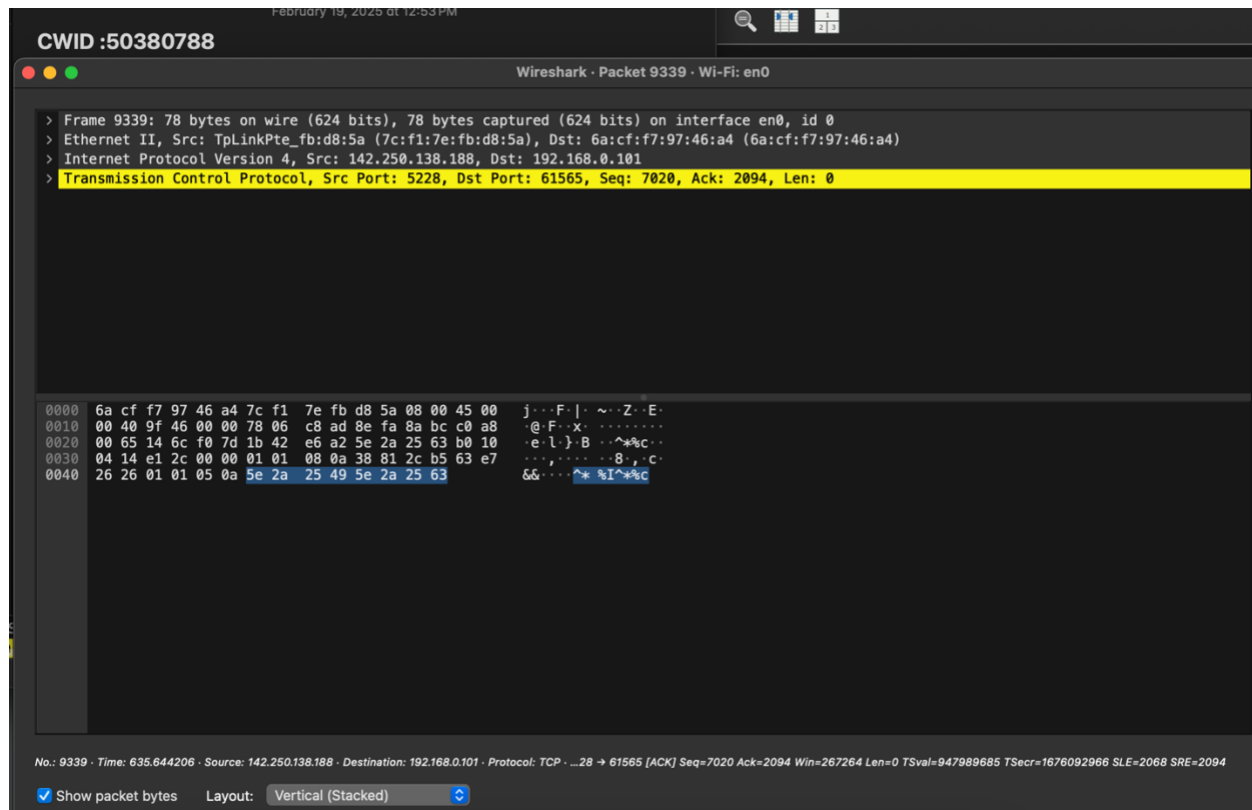 February 19, 2025 at 12:53 PM
CWID :50380788
1
2 3
Wireshark · Packet 9339 · Wi-Fi: en0
> Frame 9339: 78 bytes on wire (624 bits), 78 bytes captured (624 bits) on interface en0, id 0
> Ethernet II, Src: TpLinkPte_fb:d8:5a (7c:f1:7e:fb:d8:5a), Dst: 6a:cf:f7:97:46:a4 (6a:cf:f7:97:46:a4)
> Internet Protocol Version 4, Src: 142.250.138.188, Dst: 192.168.0.101
> Transmission Control Protocol, Src Port: 5228, Dst Port: 61565, Seq: 7020, Ack: 2094, Len: 0
0000 6a cf f7 97 46 a4 7c f1 7e fb d8 5a 08 00 45 00 j···F·|· ~··Z··E·
0010 00 40 9f 46 00 00 78 06 c8 ad 8e fa 8a bc c0 a8 ·@·F··x· ········
0020 00 65 14 6c f0 7d 1b 42 e6 a2 5e 2a 25 63 b0 10 ·e·l·}·B ··^*%c··
0030 04 14 e1 2c 00 00 01 01 08 0a 38 81 2c b5 63 e7 ···,···· ··8·,·c·
0040 26 26 01 01 05 0a 5e 2a 25 49 5e 2a 25 63 &&····^* %I^*%c
No.: 9339 · Time: 635.644206 · Source: 142.250.138.188 · Destination: 192.168.0.101 · Protocol: TCP · ...28 → 61565 [ACK] Seq=7020 Ack=2094 Win=267264 Len=0 TSval=947989685 TSecr=1676092966 SLE=2068 SRE=2094
Show packet bytes Layout: Vertical (Stacked)